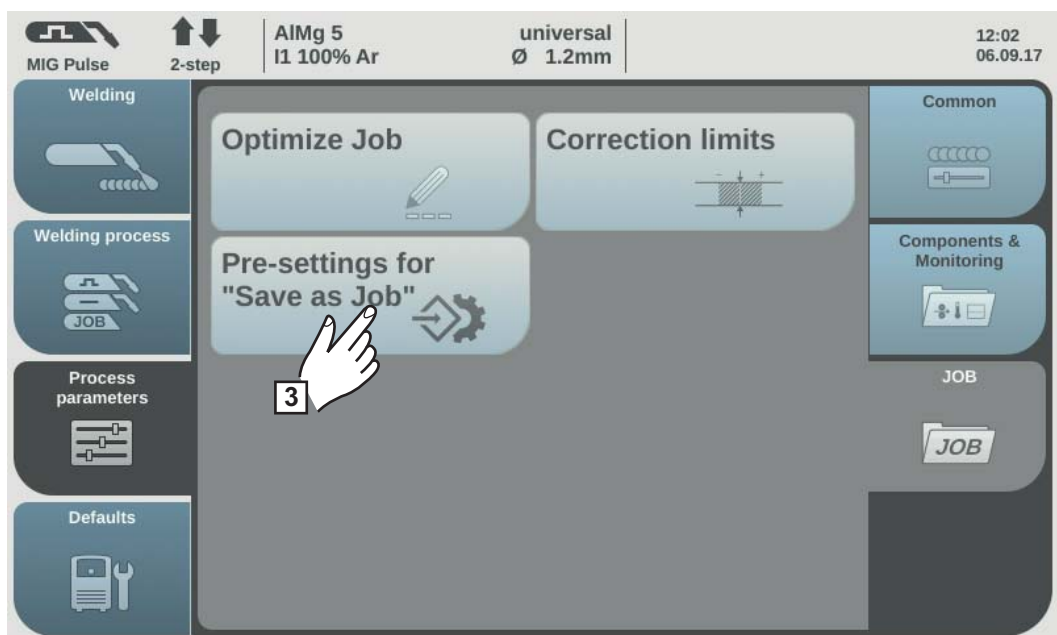 MIG Pulse
2-step
AlMg 5
I1 100% Ar
universal
Ø 1.2mm
12:02
06.09.17
Welding
Welding process
JOB
Process
parameters
Defaults
Optimize Job
Correction limits
- +
Pre-settings for
"Save as Job"
3
Common
Components &
Monitoring
JOB
JOB